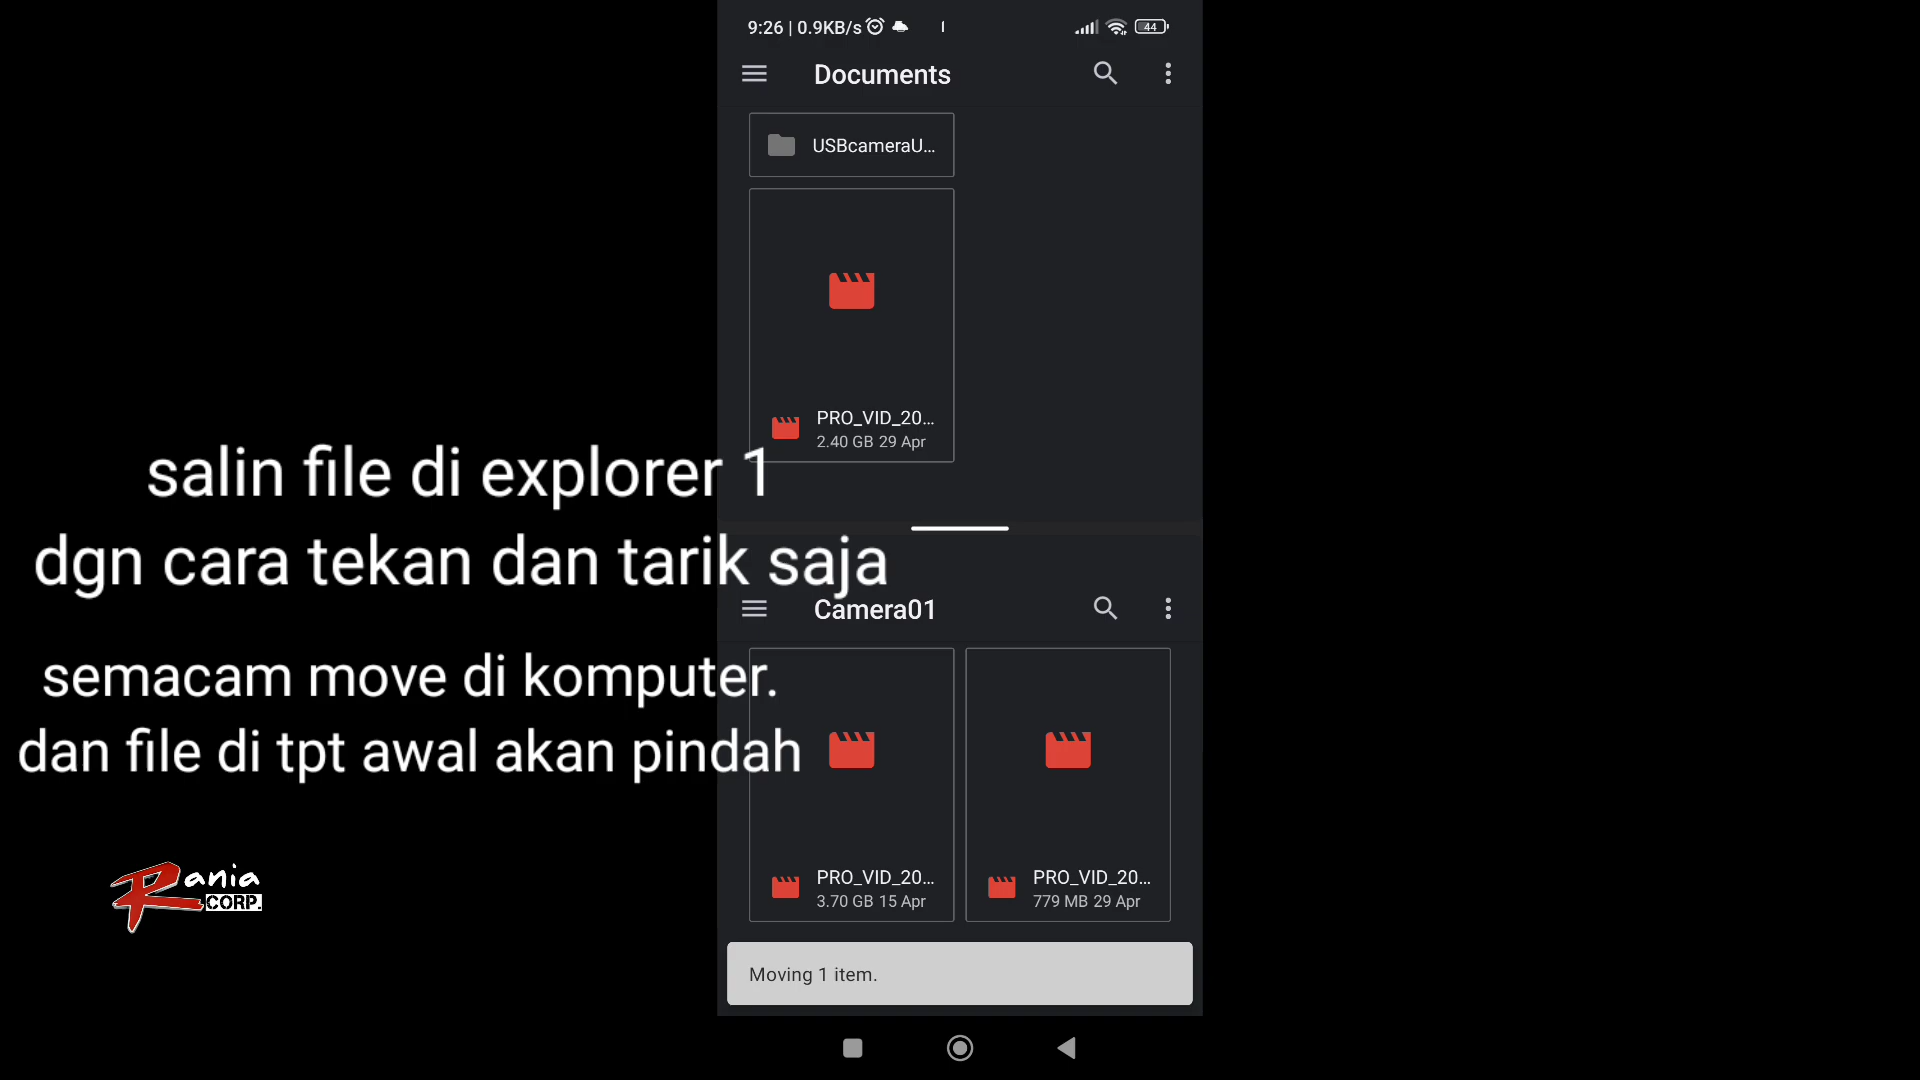 9:26 | 0.9KB/s
44
Documents
USBcameraU...
PRO_VID_20...
2.40 GB 29 Apr
salin file di explorer 1
dgn cara tekan dan tarik saja
semacam move di komputer.
dan file di tpt awal akan pindah
Camera01
PRO_VID_20...
3.70 GB 15 Apr
PRO_VID_20...
779 MB 29 Apr
Moving 1 item.
Rania
CORP.